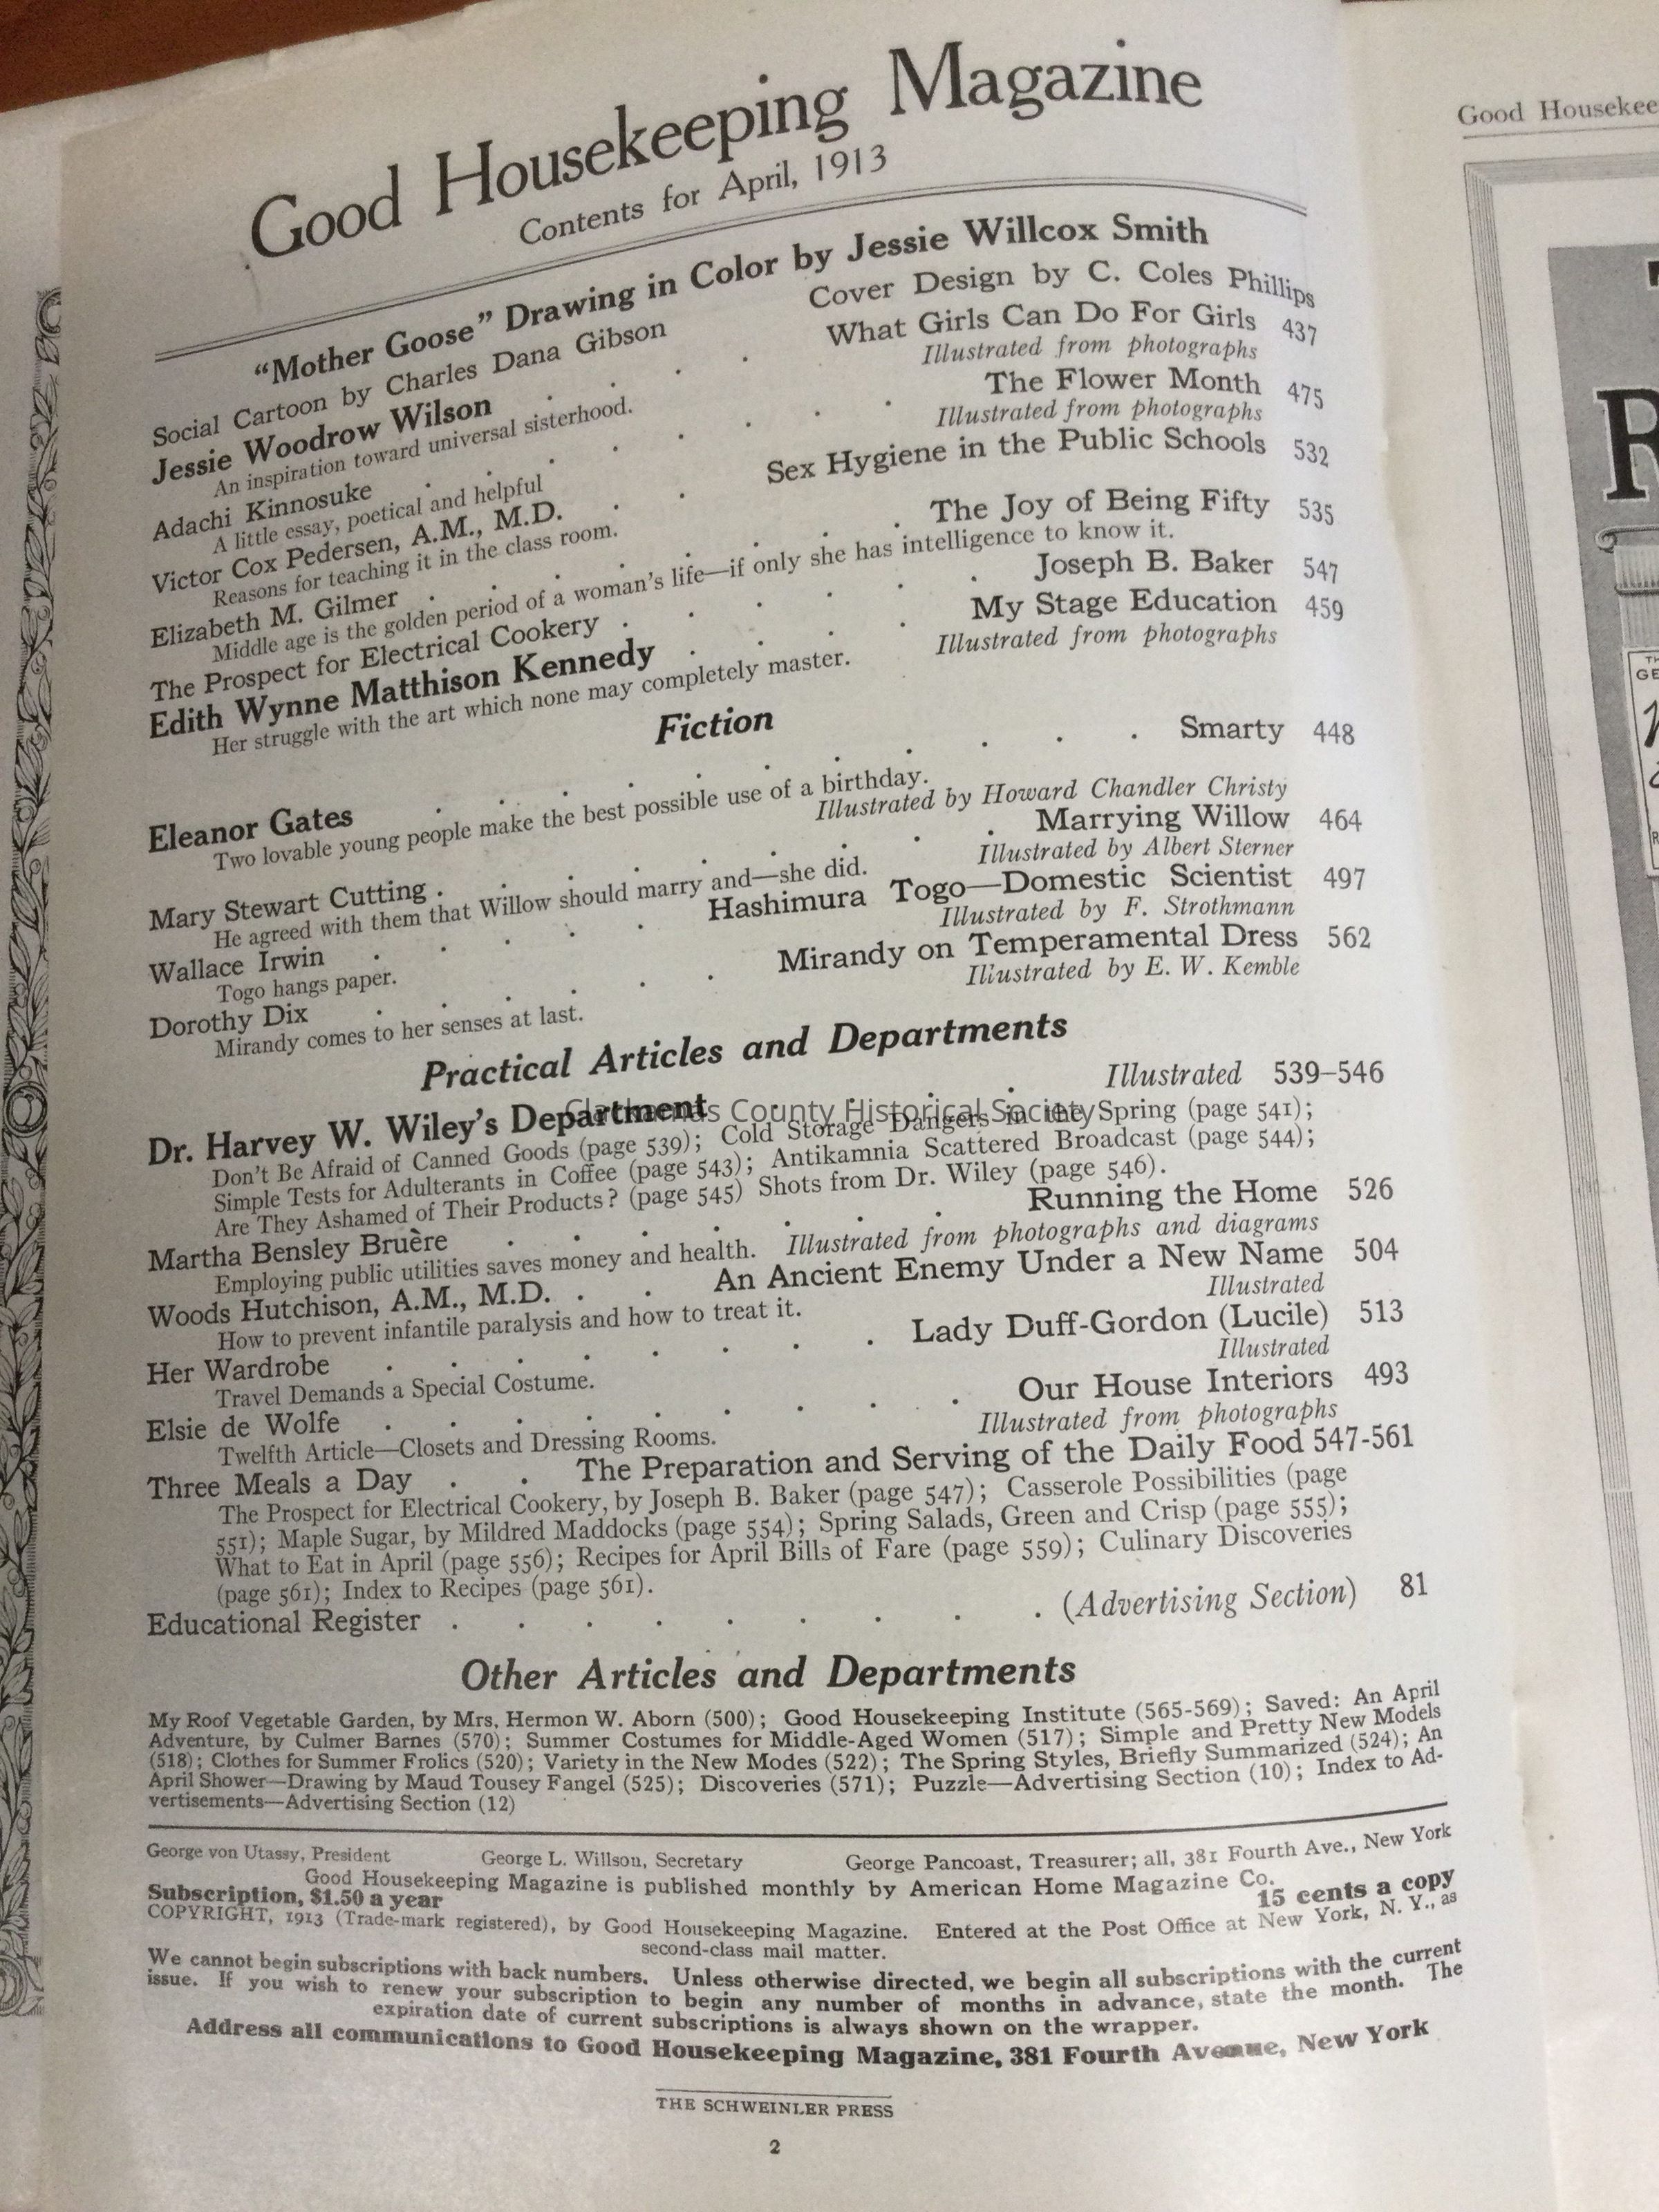 Good Housekeeping Magazine
Contents for April, 1913
"Mother Goose" Drawing in Color by Jessie Willcox Smith
Social Cartoon by Charles Dana Gibson Cover Design by C. Coles Phillips
Jessie Woodrow Wilson . . . What Girls Can Do For Girls 437
An inspiration toward universal sisterhood. Illustrated from photographs
Adachi Kinnosuke . . . . . . . The Flower Month 475
A little essay, poetical and helpful Illustrated from photographs
Victor Cox Pedersen, A.M., M.D. . . Sex Hygiene in the Public Schools 532
Reasons for teaching it in the class room.
Elizabeth M. Gilmer . . . . . . The Joy of Being Fifty 535
Middle age is the golden period of a woman's life—if only she has intelligence to know it.
The Prospect for Electrical Cookery . . . . . Joseph B. Baker 547
Edith Wynne Matthison Kennedy . . . . My Stage Education 459
Her struggle with the art which none may completely master. Illustrated from photographs
Fiction
Eleanor Gates . . . . . . . . . . Smarty 448
Two lovable young people make the best possible use of a birthday.
Illustrated by Howard Chandler Christy
Mary Stewart Cutting . . . . . . . . Marrying Willow 464
He agreed with them that Willow should marry and—she did. Illustrated by Albert Sterner
Wallace Irwin . . . . . Hashimura Togo—Domestic Scientist 497
Togo hangs paper. Illustrated by F. Strothmann
Dorothy Dix . . . . . . Mirandy on Temperamental Dress 562
Mirandy comes to her senses at last. Illustrated by E. W. Kemble
Practical Articles and Departments
Dr. Harvey W. Wiley's Department . . . Illustrated 539–546
Clackamas County Historical Society
Don't Be Afraid of Canned Goods (page 539); Cold Storage Dangers in the Spring (page 541);
Simple Tests for Adulterants in Coffee (page 543); Antikamnia Scattered Broadcast (page 544);
Are They Ashamed of Their Products? (page 545) Shots from Dr. Wiley (page 546).
Martha Bensley Bruère . . . . . . . Running the Home 526
Employing public utilities saves money and health. Illustrated from photographs and diagrams
Woods Hutchison, A.M., M.D. . . An Ancient Enemy Under a New Name 504
How to prevent infantile paralysis and how to treat it. Illustrated
Her Wardrobe . . . . . . . . Lady Duff-Gordon (Lucile) 513
Travel Demands a Special Costume. Illustrated
Elsie de Wolfe . . . . . . . . . Our House Interiors 493
Twelfth Article—Closets and Dressing Rooms. Illustrated from photographs
Three Meals a Day . . The Preparation and Serving of the Daily Food 547-561
The Prospect for Electrical Cookery, by Joseph B. Baker (page 547); Casserole Possibilities (page
551); Maple Sugar, by Mildred Maddocks (page 554); Spring Salads, Green and Crisp (page 555);
What to Eat in April (page 556); Recipes for April Bills of Fare (page 559); Culinary Discoveries
(page 561); Index to Recipes (page 561).
Educational Register . . . . . . . . . (Advertising Section) 81
Other Articles and Departments
My Roof Vegetable Garden, by Mrs. Hermon W. Aborn (500); Good Housekeeping Institute (565-569); Saved: An April
Adventure, by Culmer Barnes (570); Summer Costumes for Middle-Aged Women (517); Simple and Pretty New Models
(518); Clothes for Summer Frolics (520); Variety in the New Modes (522); The Spring Styles, Briefly Summarized (524); An
April Shower—Drawing by Maud Tousey Fangel (525); Discoveries (571); Puzzle—Advertising Section (10); Index to Ad-
vertisements—Advertising Section (12)
George von Utassy, President George L. Willson, Secretary George Pancoast, Treasurer; all, 381 Fourth Ave., New York
Good Housekeeping Magazine is published monthly by American Home Magazine Co.
Subscription, $1.50 a year 15 cents a copy
COPYRIGHT, 1913 (Trade-mark registered), by Good Housekeeping Magazine. Entered at the Post Office at New York, N. Y., as
second-class mail matter.
We cannot begin subscriptions with back numbers. Unless otherwise directed, we begin all subscriptions with the current
issue. If you wish to renew your subscription to begin any number of months in advance, state the month. The
expiration date of current subscriptions is always shown on the wrapper.
Address all communications to Good Housekeeping Magazine, 381 Fourth Avenue, New York
THE SCHWEINLER PRESS
2
Good Housekee
R
TH
GE